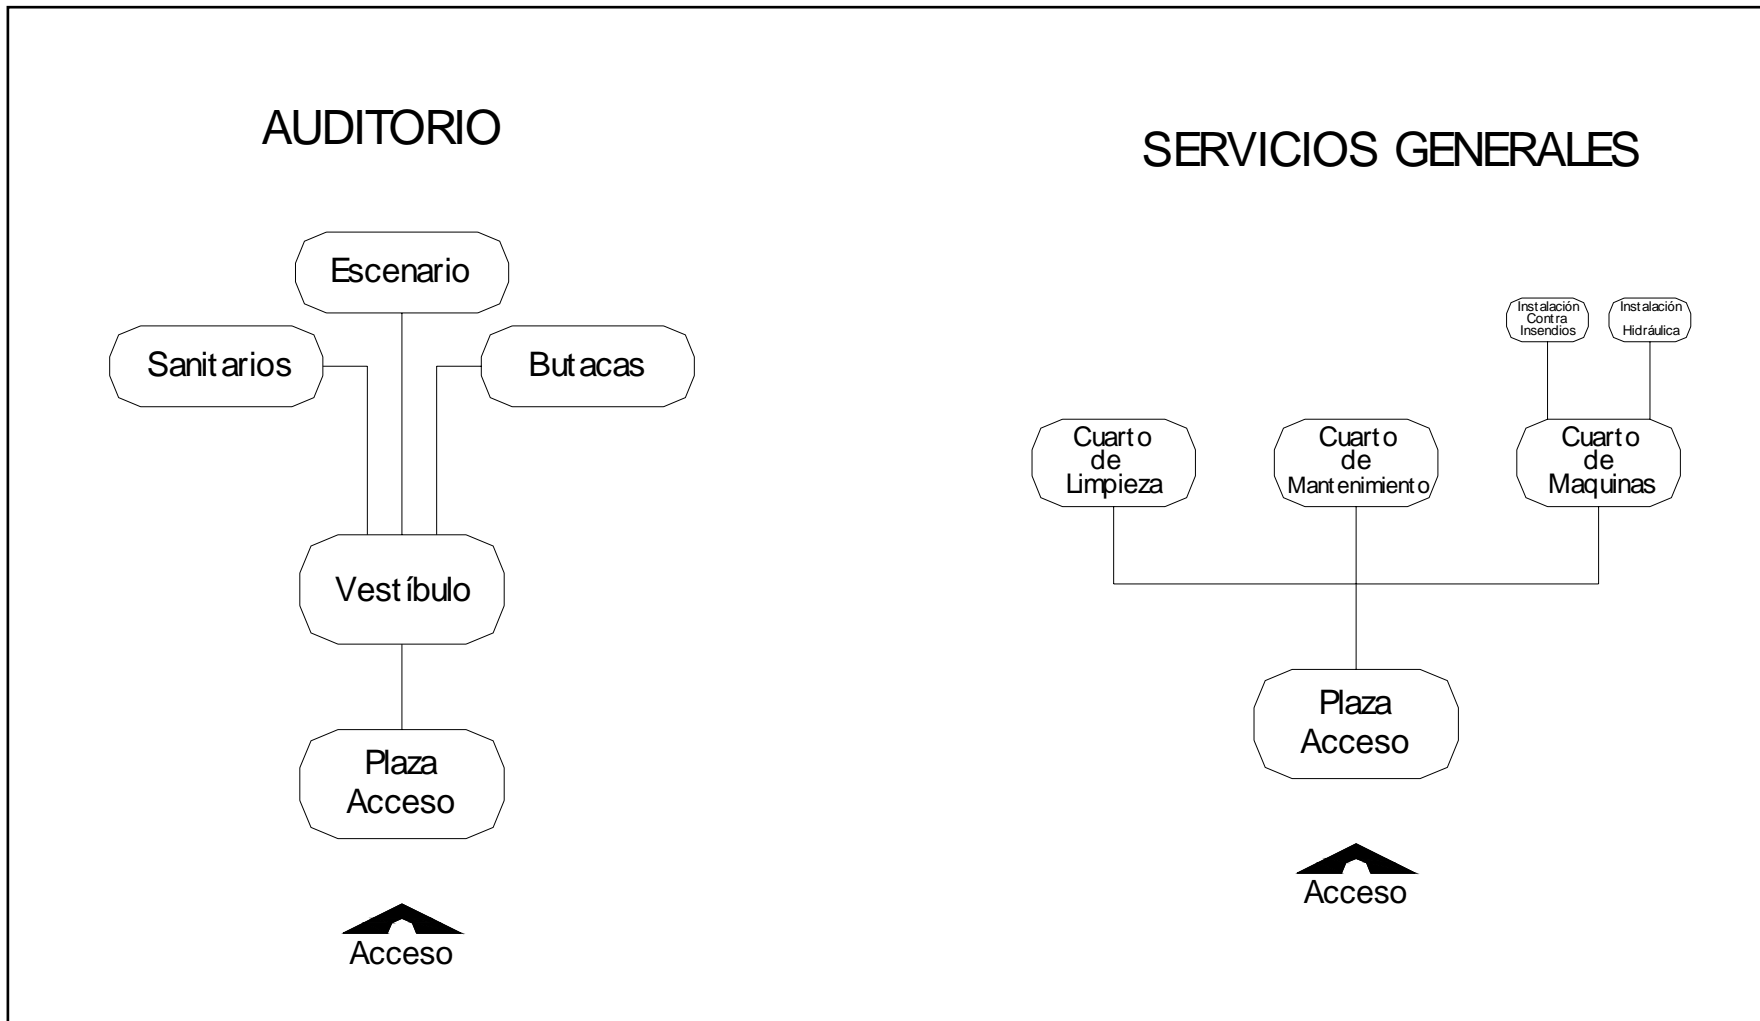 AUDITORIO
Escenario
Sanitarios
Butacas
Vestíbulo
Plaza
Acceso
Acceso
SERVICIOS GENERALES
Instalación
Contra
Insendios
Instalación
Hidráulica
Cuarto
de
Limpieza
Cuarto
de
Mantenimiento
Cuarto
de
Maquinas
Plaza
Acceso
Acceso